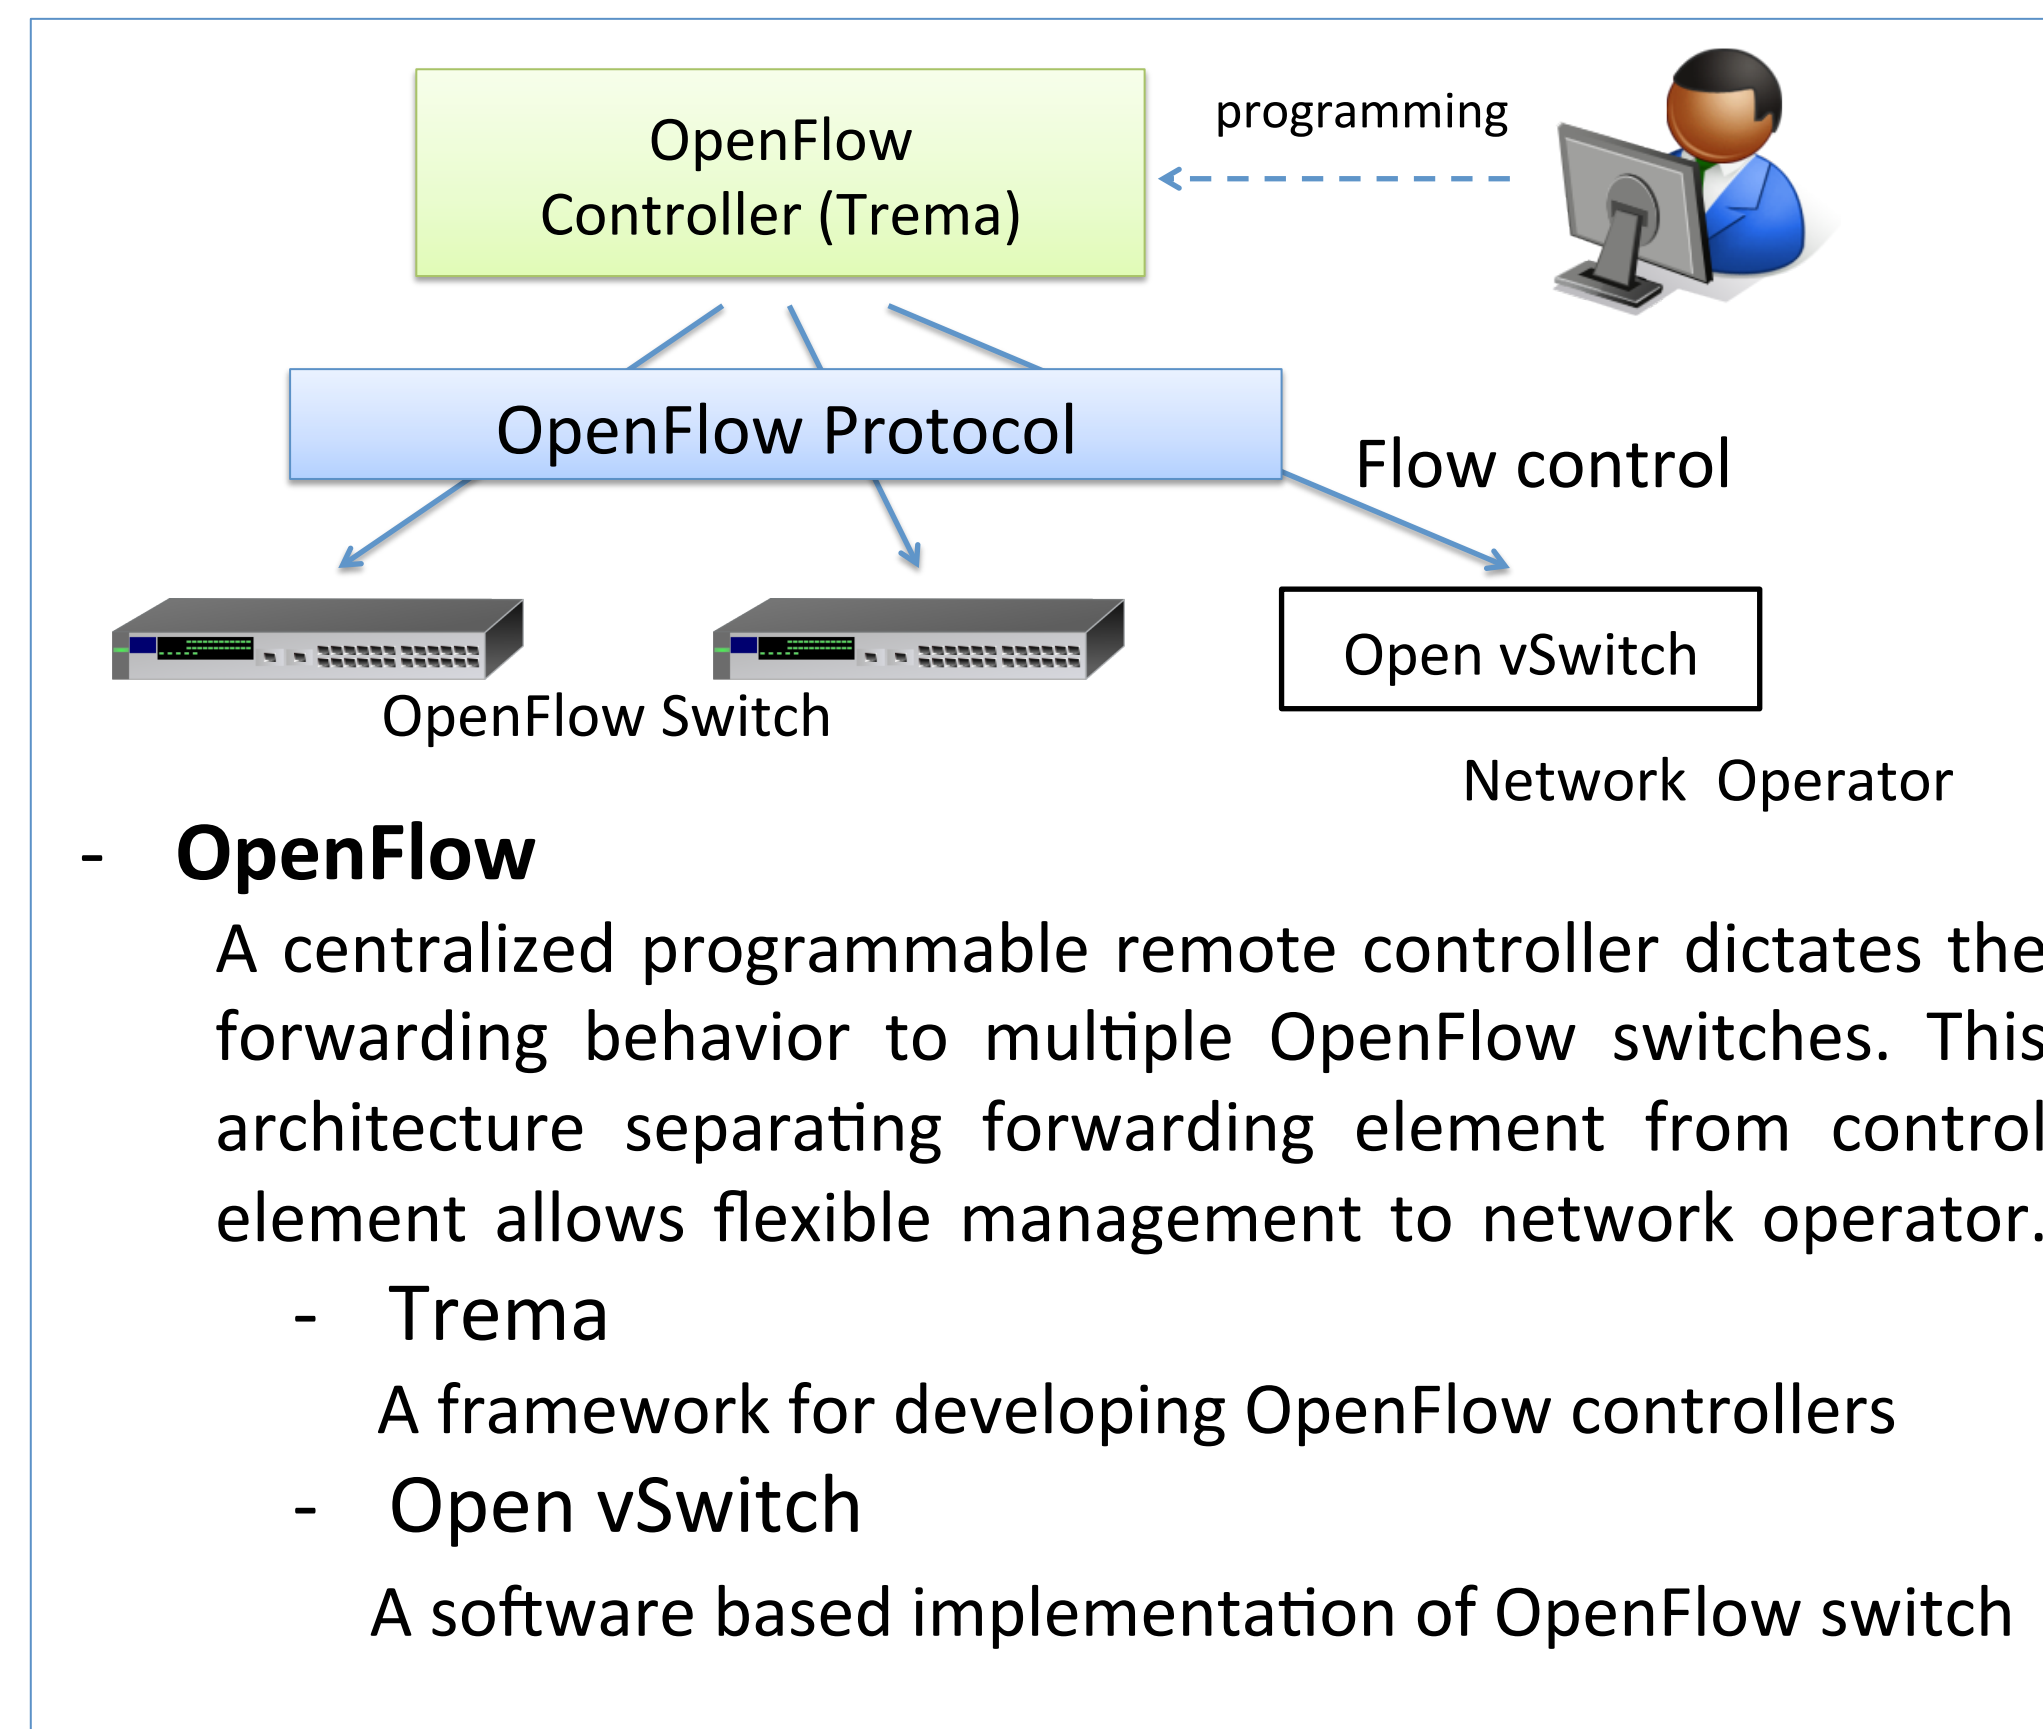 OpenFlow
Controller (Trema)
programming
OpenFlow Protocol
Flow control
Open vSwitch
OpenFlow Switch
Network Operator
- OpenFlow
A centralized programmable remote controller dictates the
forwarding behavior to multiple OpenFlow switches. This
architecture separating forwarding element from control
element allows flexible management to network operator.
- Trema
A framework for developing OpenFlow controllers
- Open vSwitch
A software based implementation of OpenFlow switch